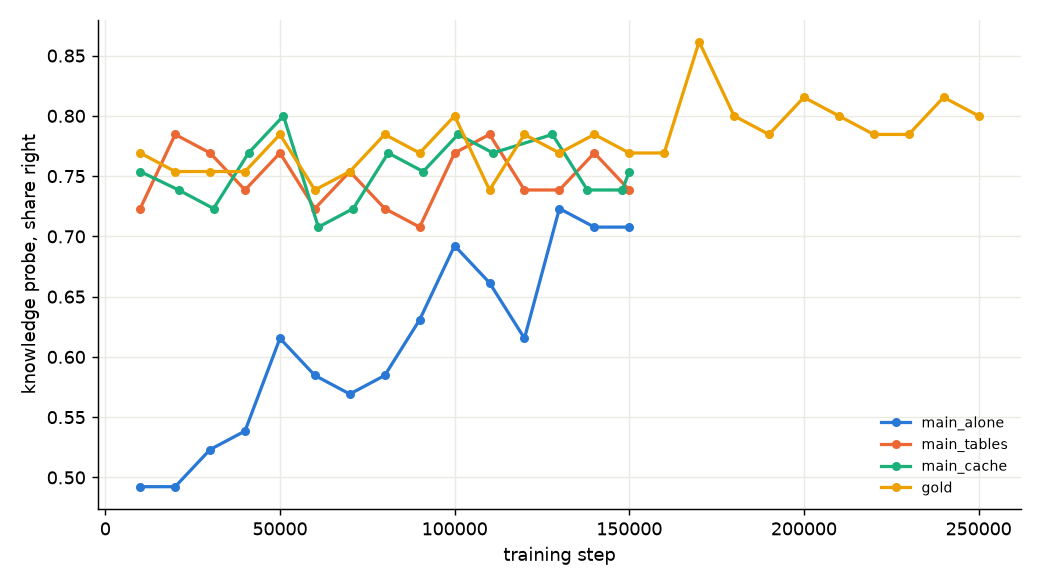 0.85
0.80
0.75
0.70
0.65
0.60
0.55
0.50
knowledge probe, share right
0 50000 100000 150000 200000 250000
training step
main_alone
main_tables
main_cache
gold